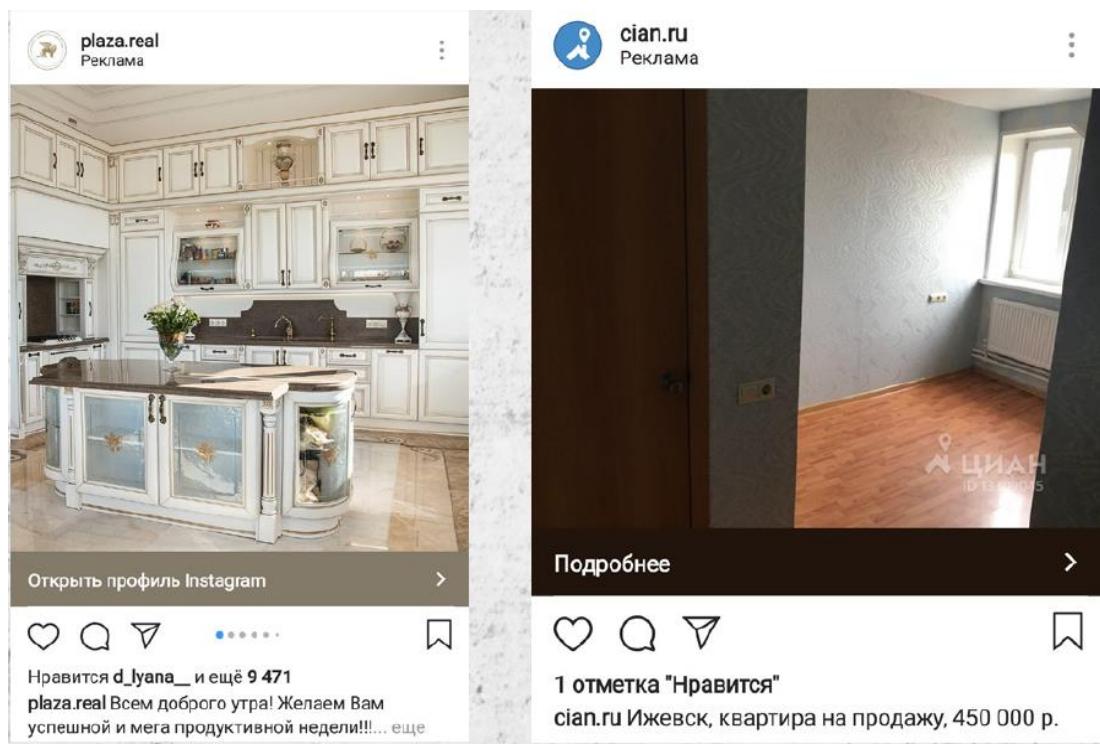 plaza.real
Реклама
Открыть профиль Instagram
Нравится d_lyana__ и ещё 9 471
plaza.real Всем доброго утра! Желаем Вам
успешной и мега продуктивной недели!!!... еще
cian.ru
Реклама
ЦИАН
Подробнее
1 отметка "Нравится"
cian.ru Ижевск, квартира на продажу, 450 000 р.